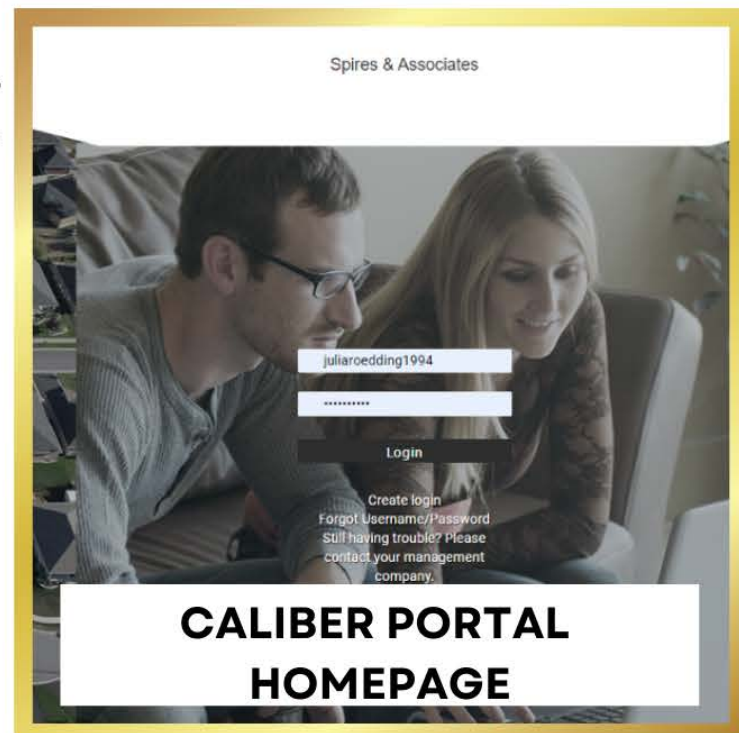 Spires & Associates
juliaroedding1994
••••••••••
Login
Create login
Forgot Username/Password
Still having trouble? Please
contact your management
company.
CALIBER PORTAL
HOMEPAGE